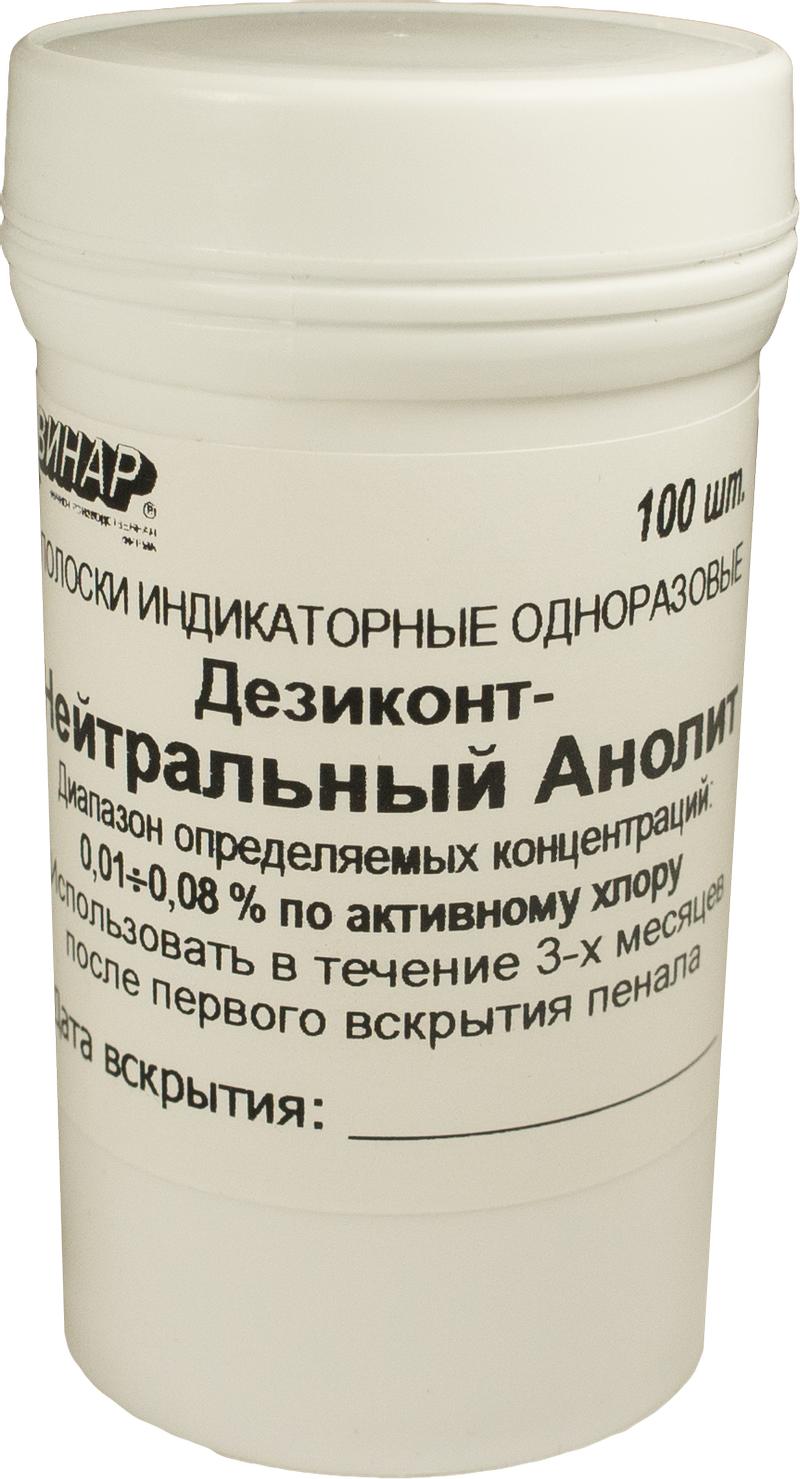 ВИНАР®
100 шт.
ПОЛОСКИ ИНДИКАТОРНЫЕ ОДНОРАЗОВЫЕ
Дезиконт-
Нейтральный Анолит
Диапазон определяемых концентраций:
0,01÷0,08 % по активному хлору
Использовать в течение 3-х месяцев
после первого вскрытия пенала
Дата вскрытия: